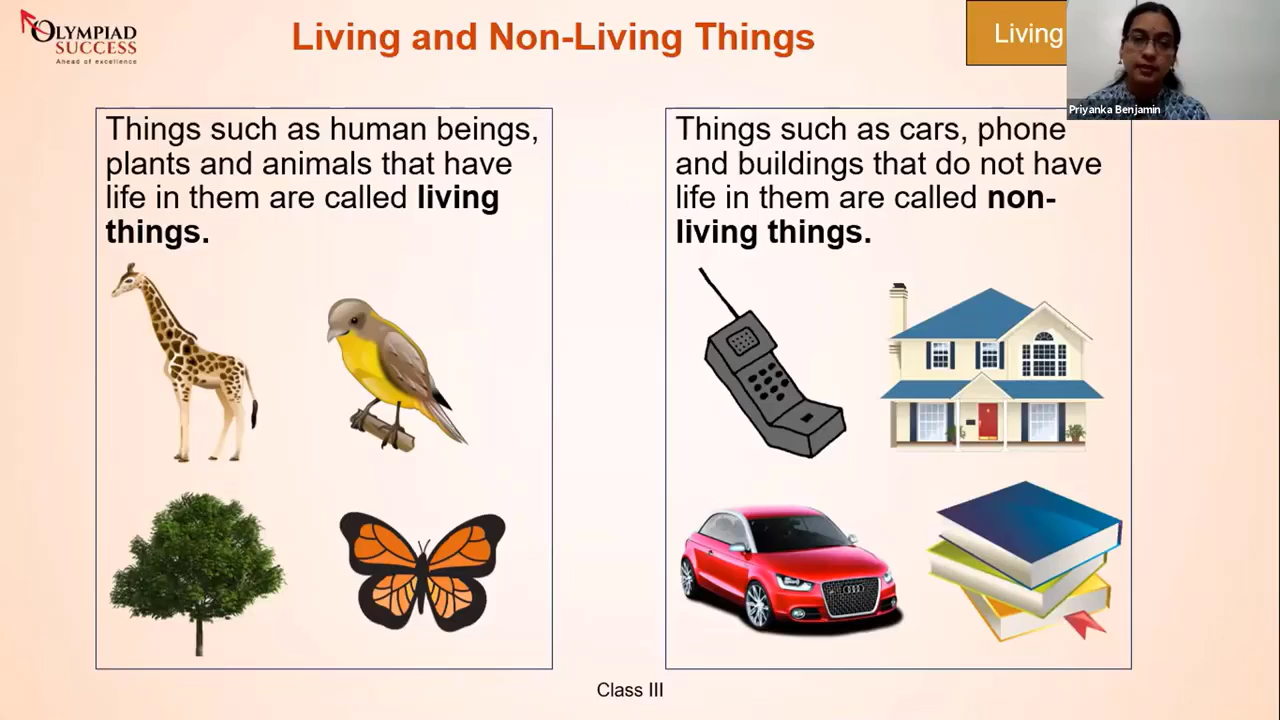 OLYMPIAD
SUCCESS
Ahead of excellence
Living and Non-Living Things
Living
Priyanka Benjamin
Things such as human beings,
plants and animals that have
life in them are called living
things.
Things such as cars, phone
and buildings that do not have
life in them are called non-
living things.
Class III